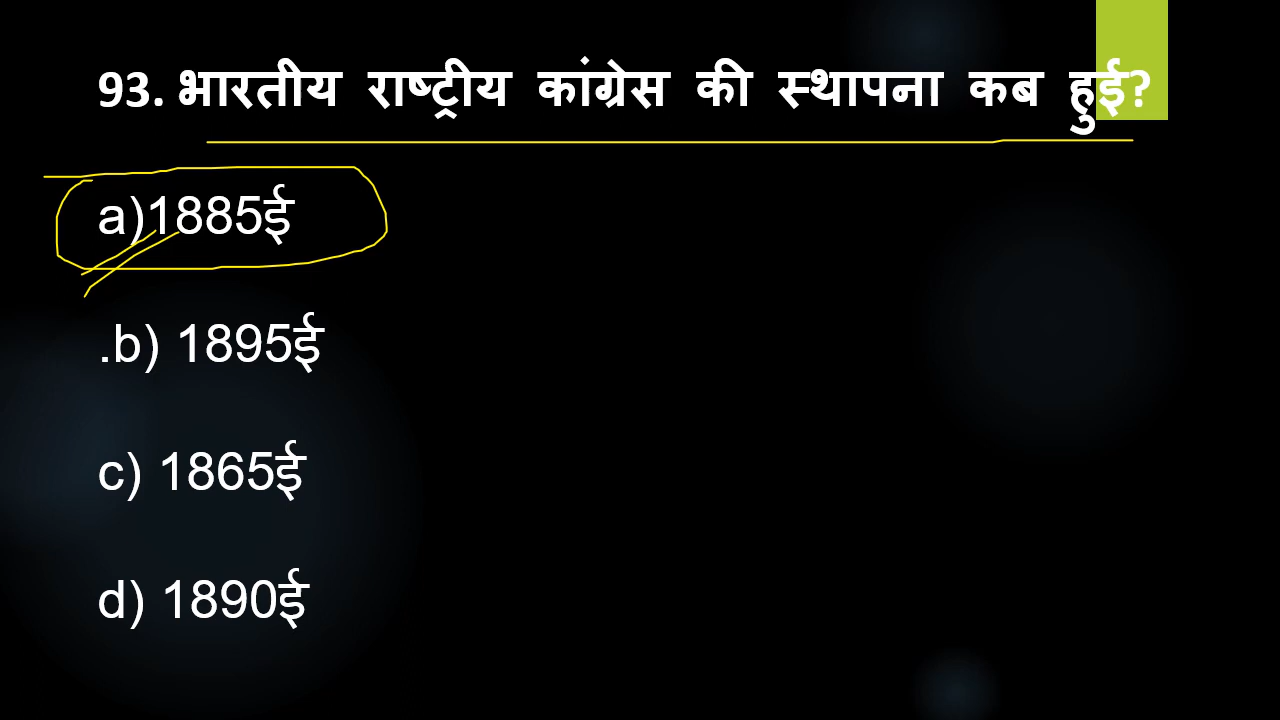 93. भारतीय राष्ट्रीय कांग्रेस की स्थापना कब हुई?
a)1885ई
.b) 1895ई
c) 1865ई
d) 1890ई